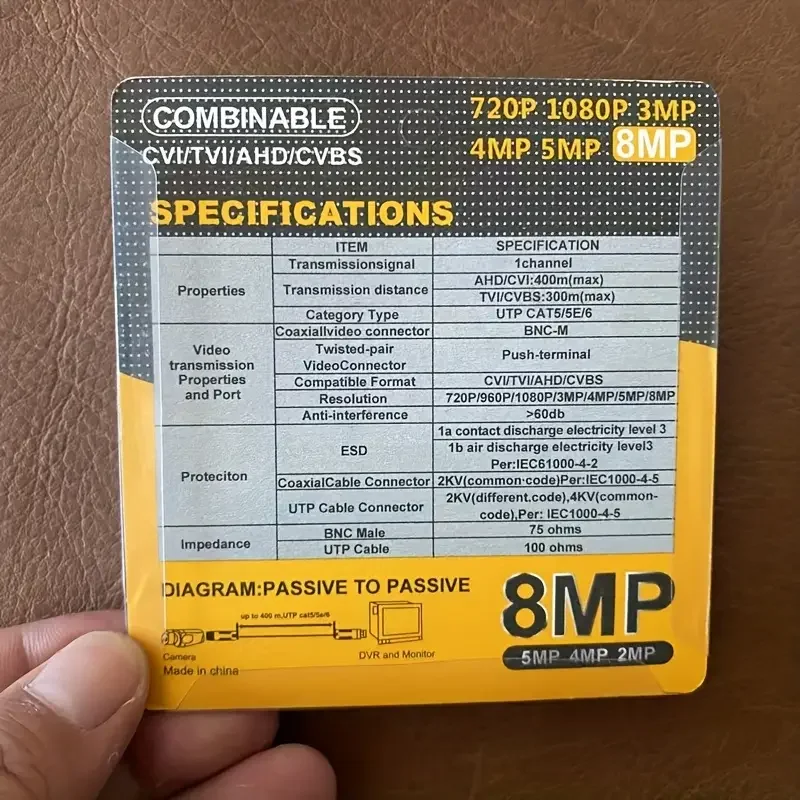 COMBINABLE
CVI/TVI/AHD/CVBS
720P 1080P 3MP
4MP 5MP 8MP
SPECIFICATIONS
ITEM SPECIFICATION
Properties
Transmissionsignal 1channel
Transmission distance AHD/CVI:400m(max)
TVI/CVBS:300m(max)
Category Type UTP CAT5/5E/6
Video
transmission
Properties
and Port
Coaxiallvideo connector BNC-M
Twisted-pair
VideoConnector Push-terminal
Compatible Format CVI/TVI/AHD/CVBS
Resolution 720P/960P/1080P/3MP/4MP/5MP/8MP
Anti-interference >60db
Proteciton
ESD 1a contact discharge electricity level 3
1b air discharge electricity level3
Per:IEC61000-4-2
CoaxialCable Connector 2KV(common·code)Per:IEC1000-4-5
UTP Cable Connector 2KV(different.code),4KV(common-
code),Per: IEC1000-4-5
Impedance
BNC Male 75 ohms
UTP Cable 100 ohms
DIAGRAM:PASSIVE TO PASSIVE
up to 400 m,UTP cat5/5e/6
Camera
DVR and Monitor
Made in china
8MP
5MP 4MP 2MP